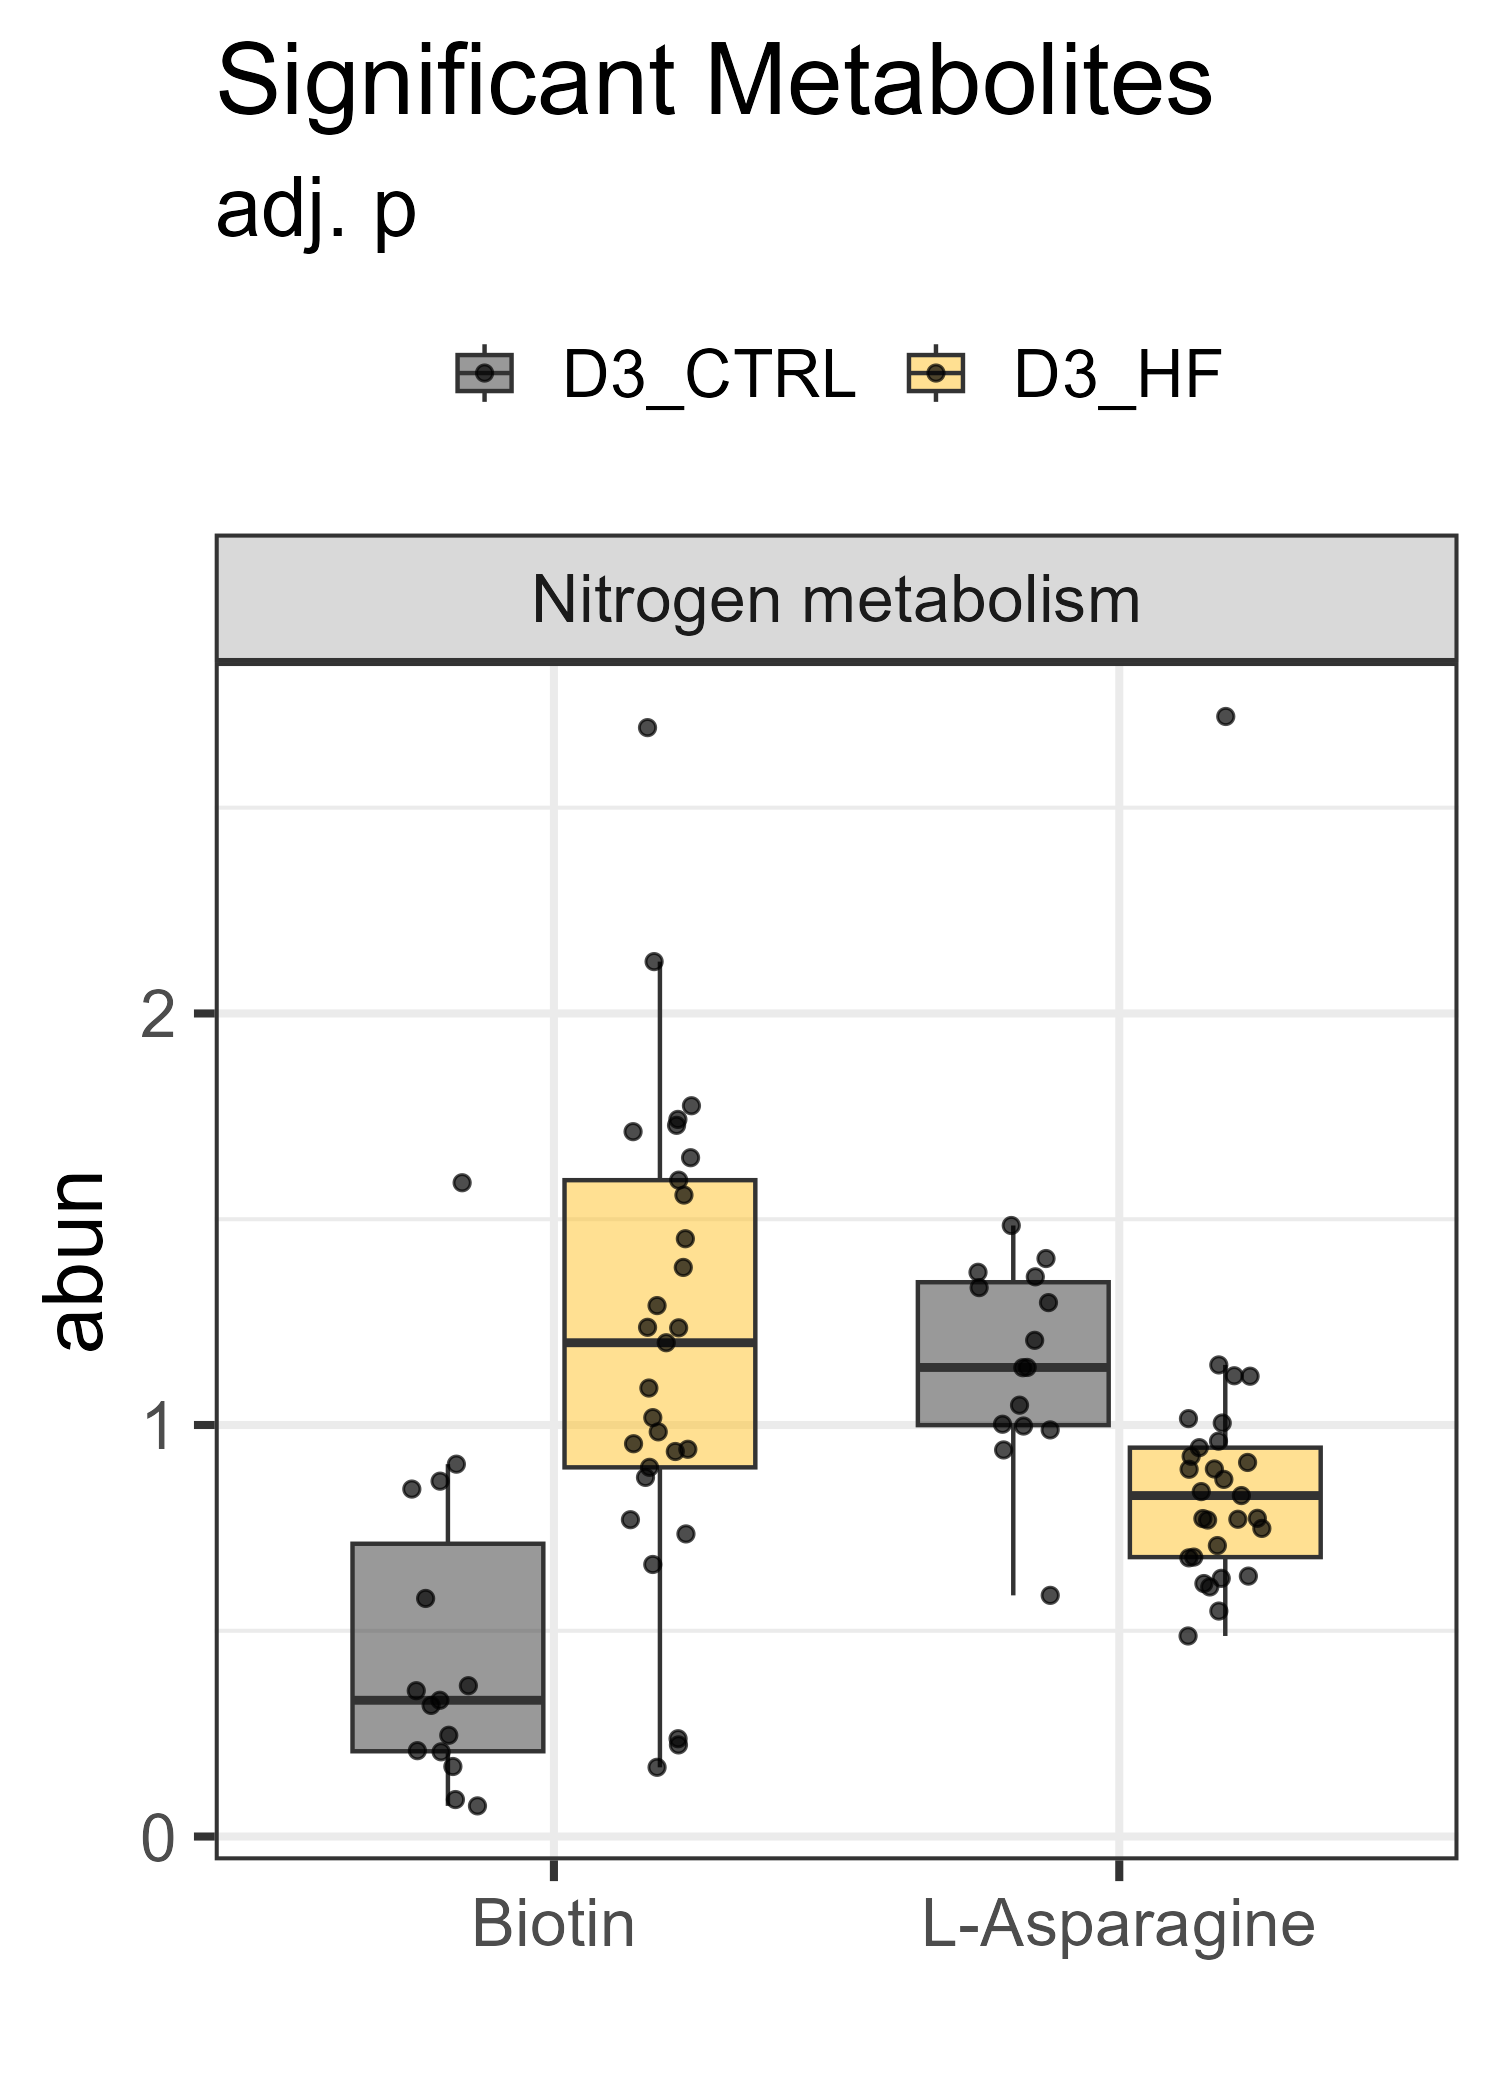 Significant Metabolites
adj. p
D3_CTRL D3_HF
Nitrogen metabolism
abun
2
1
0
Biotin L-Asparagine